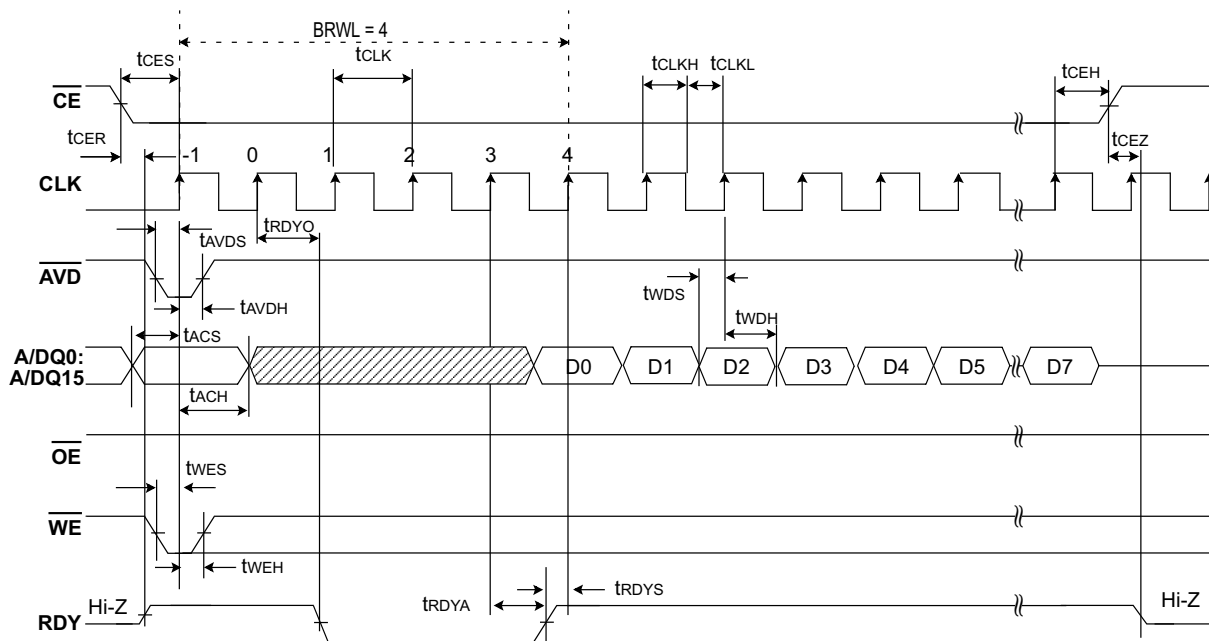 BRWL = 4
tCES
tCLK
tCLKH
tCLKL
tCEH
CE
tCER
tCEZ
-1 0 1 2 3 4
CLK
tRDYO
tAVDS
AVD
tWDS
tAVDH
tWDH
tACS
A/DQ0:
A/DQ15
D0 D1 D2 D3 D4 D5 D7
tACH
OE
tWES
WE
tWEH
tRDYA
tRDYS
Hi-Z
Hi-Z
RDY